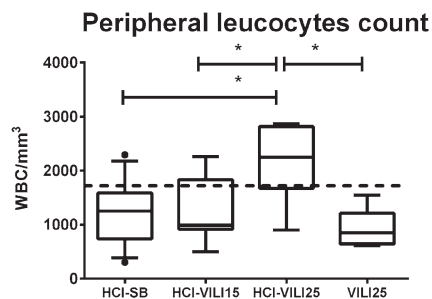 Peripheral leucocytes count
*
*
*
WBC/mm³
4000
3000
2000
1000
0
HCl-SB HCl-VILI15 HCl-VILI25 VILI25